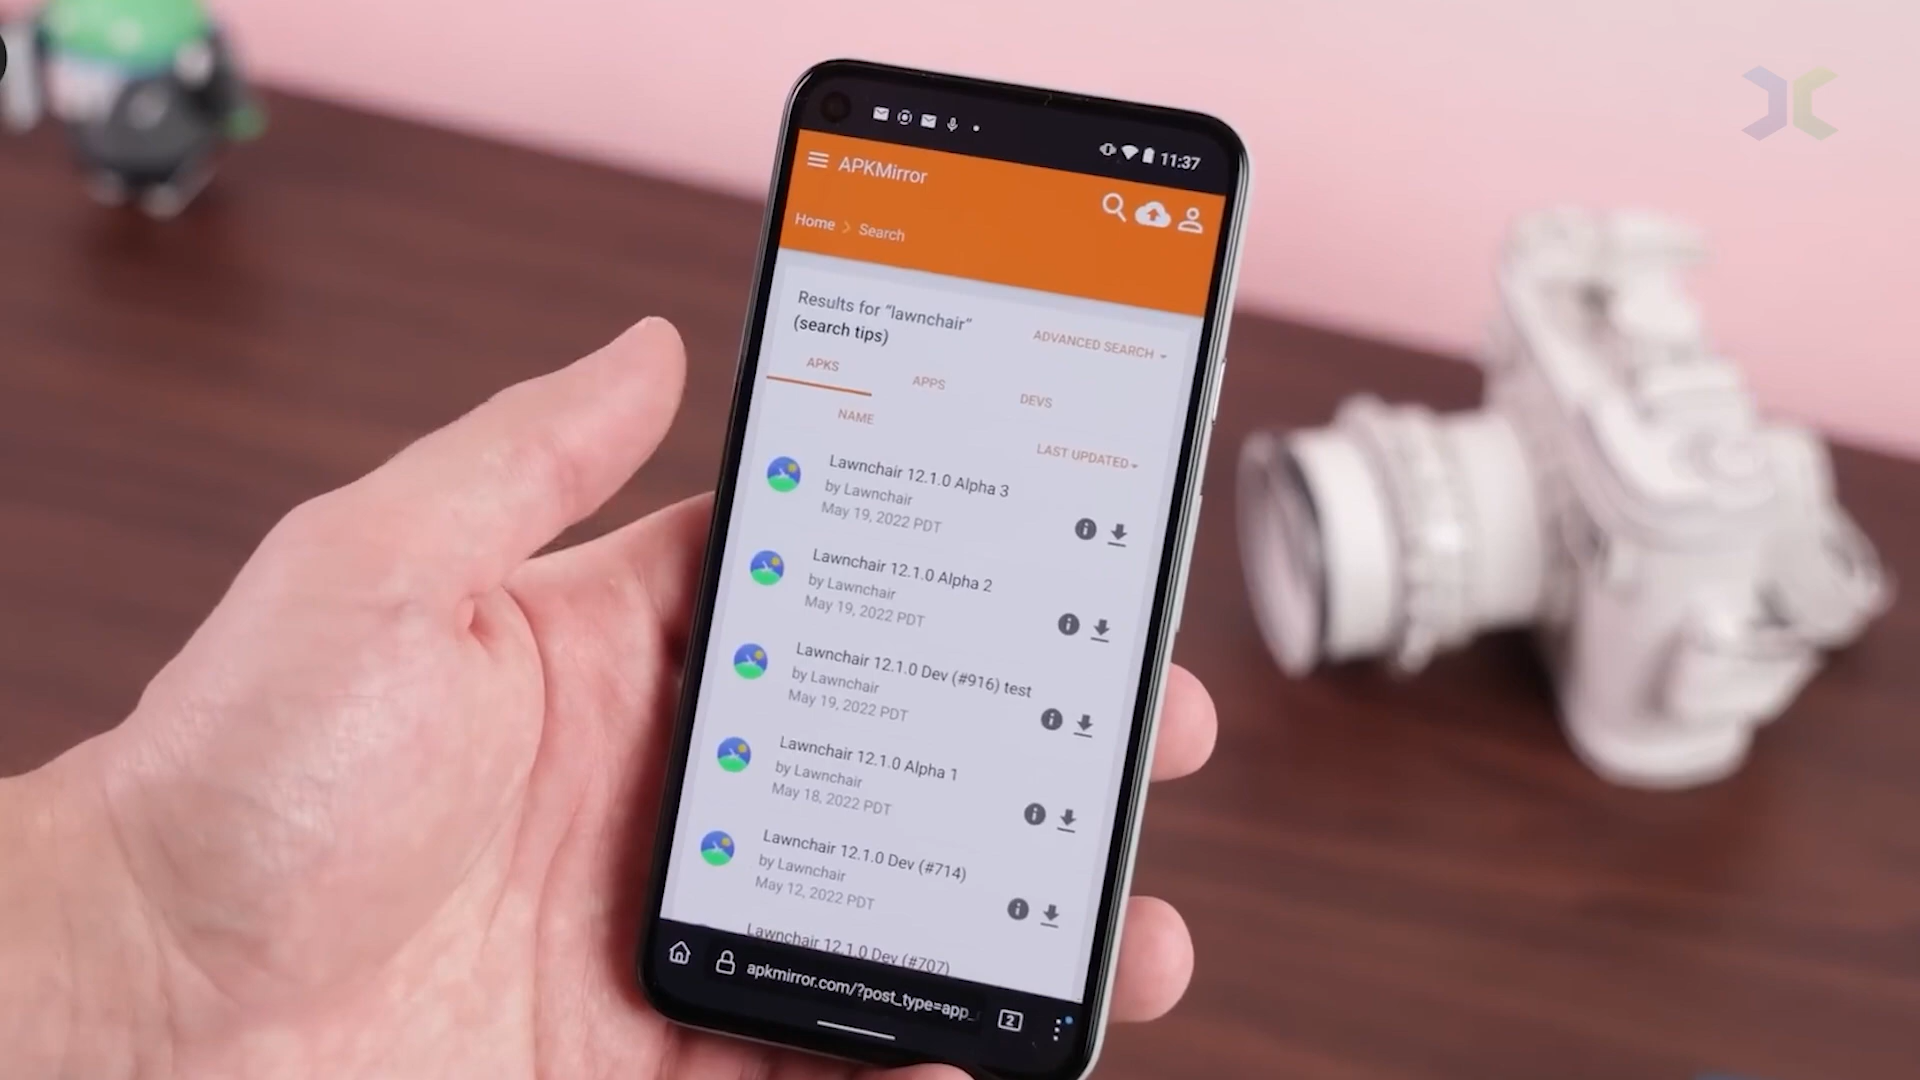 11:37
APKMirror
Home > Search
Results for “lawnchair”
(search tips)
ADVANCED SEARCH
APKS
APPS
DEVS
NAME
LAST UPDATED
Lawnchair 12.1.0 Alpha 3
by Lawnchair
May 19, 2022 PDT
Lawnchair 12.1.0 Alpha 2
by Lawnchair
May 19, 2022 PDT
Lawnchair 12.1.0 Dev (#916) test
by Lawnchair
May 19, 2022 PDT
Lawnchair 12.1.0 Alpha 1
by Lawnchair
May 18, 2022 PDT
Lawnchair 12.1.0 Dev (#714)
by Lawnchair
May 12, 2022 PDT
Lawnchair 12.1.0 Dev (#707)
apkmirror.com/?post_type=app_
2